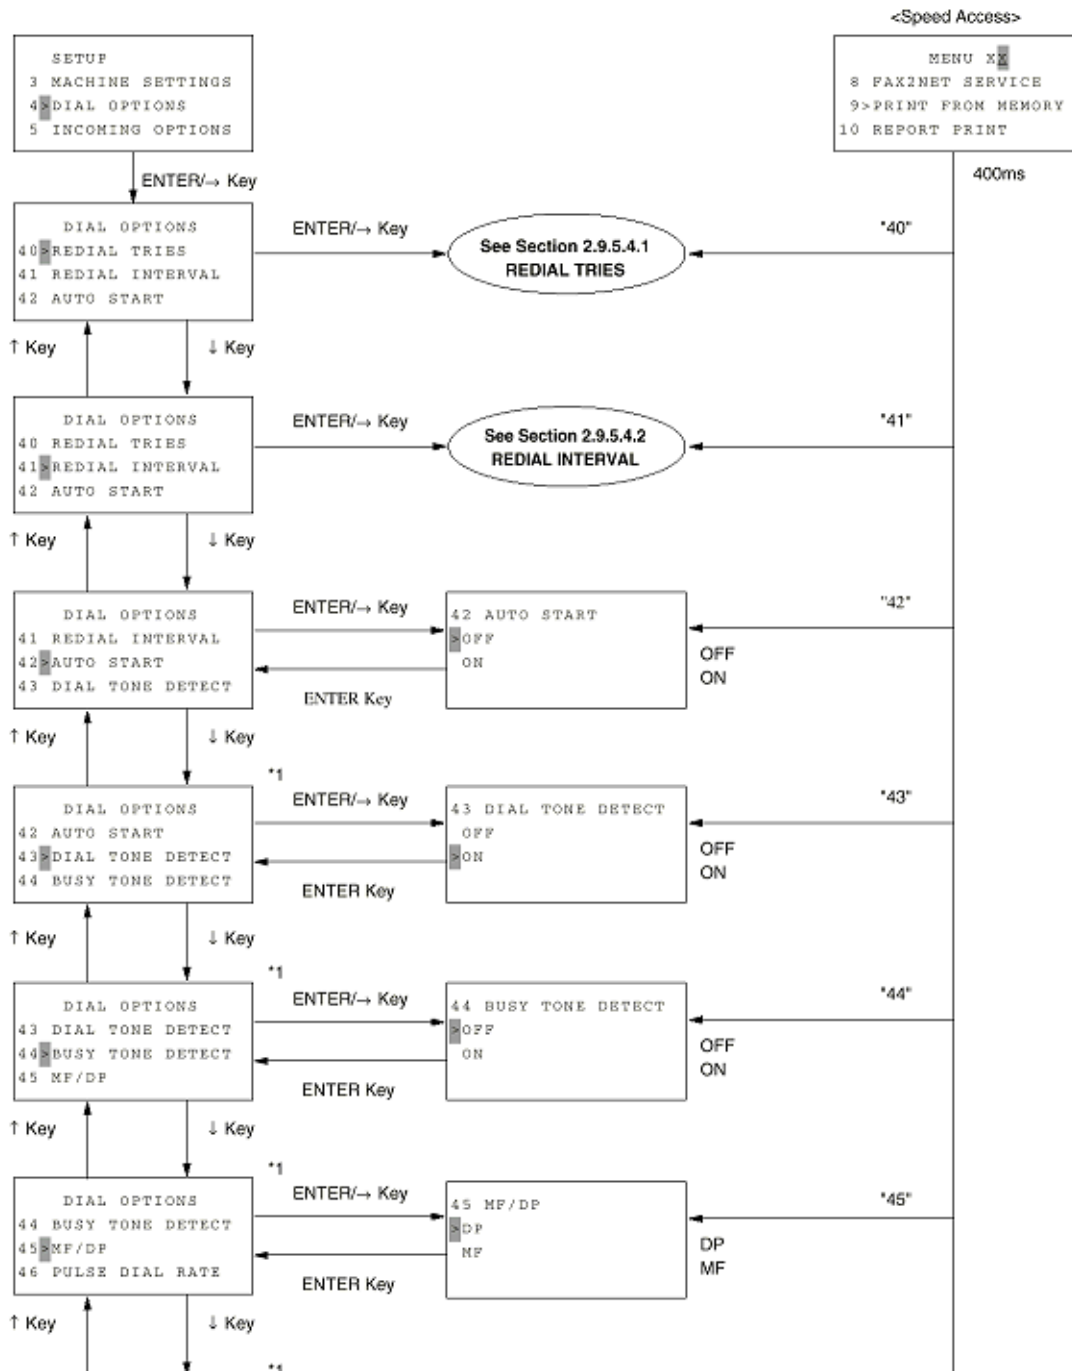 <Speed Access>
SETUP
3 MACHINE SETTINGS
4>DIAL OPTIONS
5 INCOMING OPTIONS
MENU XX
8 FAX2NET SERVICE
9>PRINT FROM MEMORY
10 REPORT PRINT
ENTER/→ Key
400ms
DIAL OPTIONS
40>REDIAL TRIES
41 REDIAL INTERVAL
42 AUTO START
ENTER/→ Key
See Section 2.9.5.4.1
REDIAL TRIES
"40"
↑ Key
↓ Key
DIAL OPTIONS
40 REDIAL TRIES
41>REDIAL INTERVAL
42 AUTO START
ENTER/→ Key
See Section 2.9.5.4.2
REDIAL INTERVAL
"41"
↑ Key
↓ Key
DIAL OPTIONS
41 REDIAL INTERVAL
42>AUTO START
43 DIAL TONE DETECT
ENTER/→ Key
ENTER Key
42 AUTO START
>OFF
ON
"42"
OFF
ON
↑ Key
↓ Key
*1
DIAL OPTIONS
42 AUTO START
43>DIAL TONE DETECT
44 BUSY TONE DETECT
ENTER/→ Key
ENTER Key
43 DIAL TONE DETECT
OFF
>ON
"43"
OFF
ON
↑ Key
↓ Key
*1
DIAL OPTIONS
43 DIAL TONE DETECT
44>BUSY TONE DETECT
45 MF/DP
ENTER/→ Key
ENTER Key
44 BUSY TONE DETECT
>OFF
ON
"44"
OFF
ON
↑ Key
↓ Key
*1
DIAL OPTIONS
44 BUSY TONE DETECT
45>MF/DP
46 PULSE DIAL RATE
ENTER/→ Key
ENTER Key
45 MF/DP
>DP
MF
"45"
DP
MF
↑ Key
↓ Key
*1